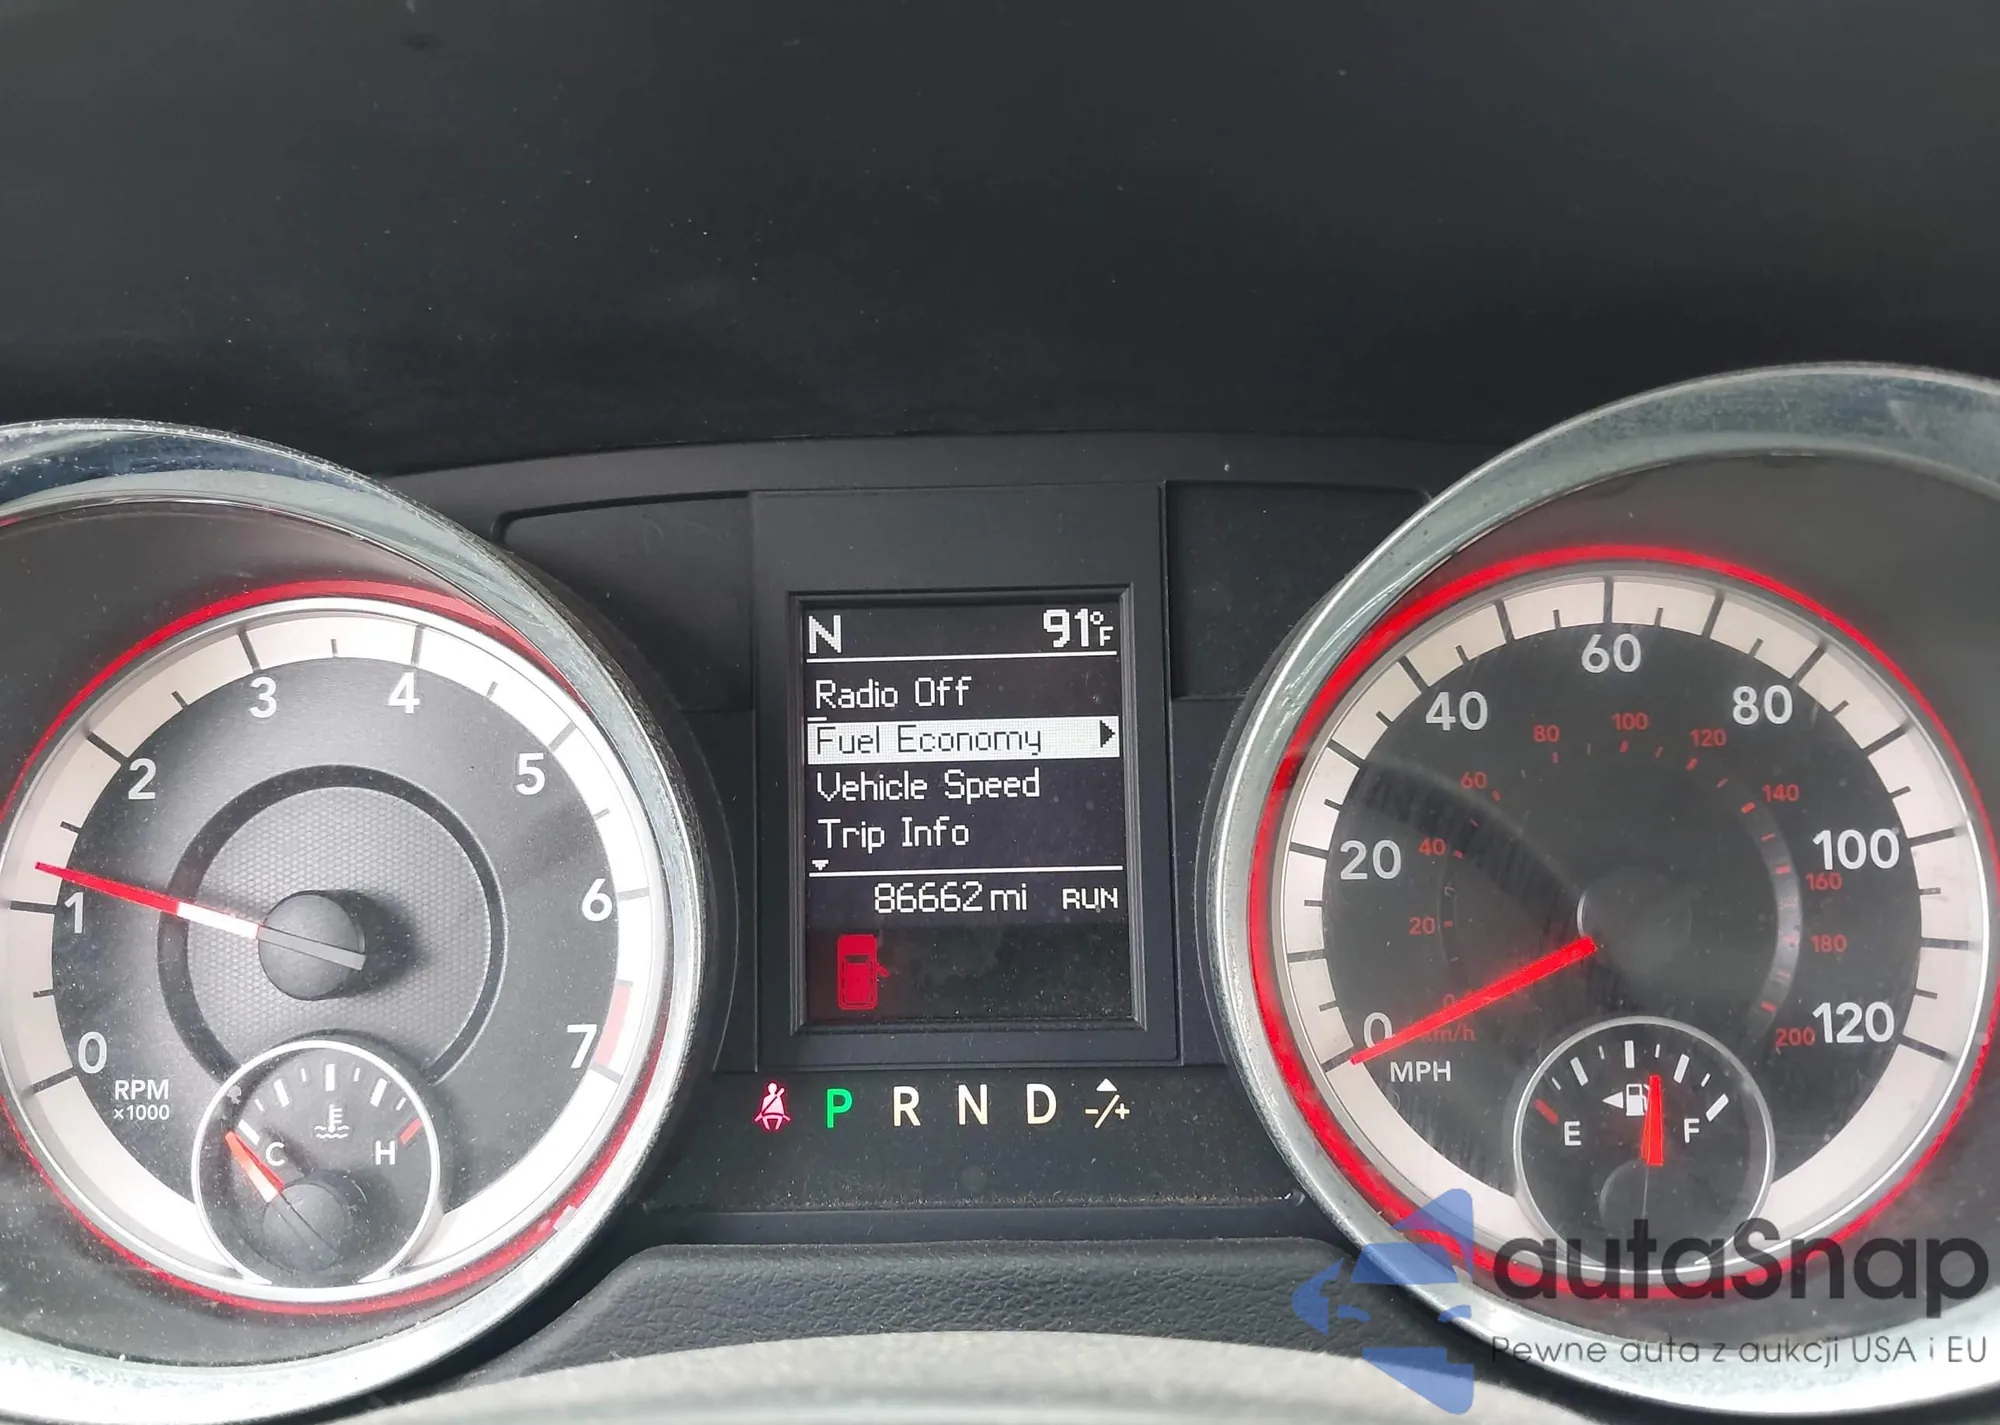 N 91°F
Radio Off
Fuel Economy
Vehicle Speed
Trip Info
86662 mi RUN
P R N D -/+
0 1 2 3 4 5 6 7
RPM
x1000
C H
0 20 40 60 80 100 120
MPH
0 20 40 60 80 100 120 140 160 180 200
km/h
E F
autaSnap
Pewne auta z aukcji USA i EU